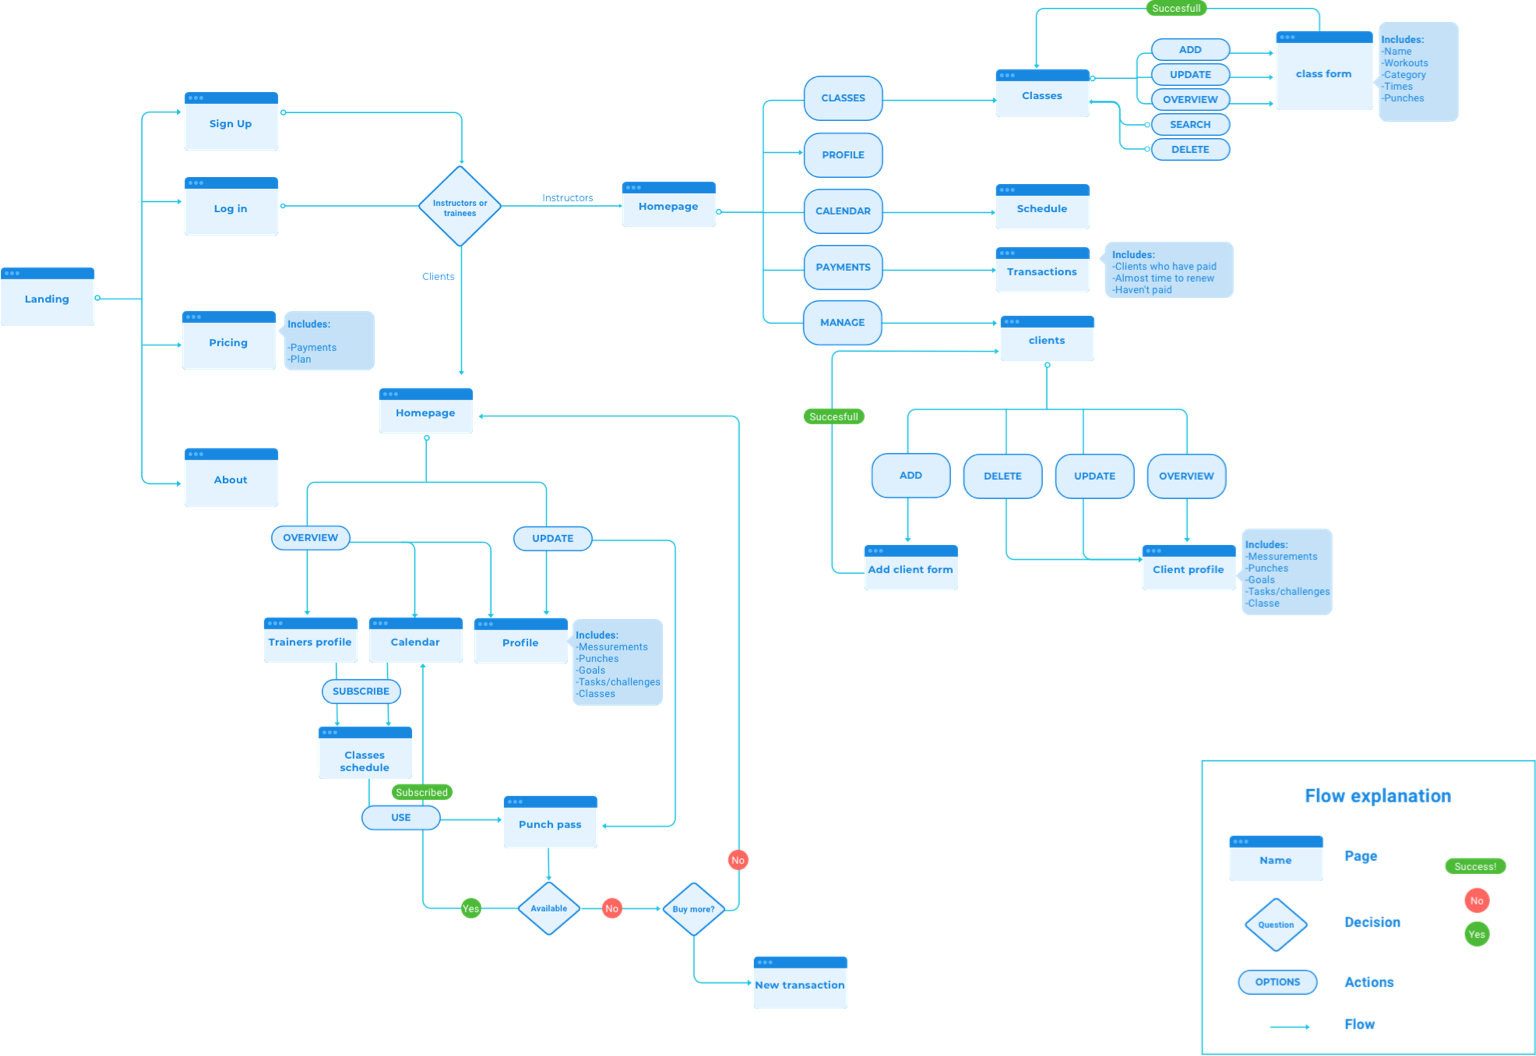 Succesfull
ADD
UPDATE
OVERVIEW
SEARCH
DELETE
class form
Includes:
-Name
-Workouts
-Category
-Times
-Punches
Classes
CLASSES
PROFILE
CALENDAR
PAYMENTS
MANAGE
Schedule
Transactions
Includes:
-Clients who have paid
-Almost time to renew
-Haven't paid
clients
Sign Up
Log in
Landing
Pricing
Includes:
-Payments
-Plan
About
Instructors or
trainees
Instructors
Homepage
Clients
Homepage
Succesfull
ADD
DELETE
UPDATE
OVERVIEW
Add client form
Client profile
Includes:
-Messurements
-Punches
-Goals
-Tasks/challenges
-Classe
OVERVIEW
UPDATE
Trainers profile
Calendar
Profile
Includes:
-Messurements
-Punches
-Goals
-Tasks/challenges
-Classes
SUBSCRIBE
Classes
schedule
Subscribed
USE
Punch pass
Yes
Available
No
Buy more?
No
New transaction
Flow explanation
Name
Page
Success!
Question
Decision
No
Yes
OPTIONS
Actions
Flow